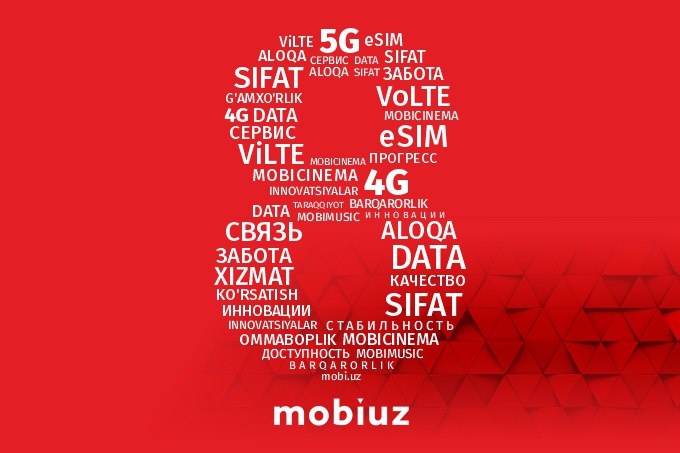 ViLTE 5G eSIM
ALOQA СЕРВИС DATA SIFAT
SIFAT ALOQA SIFAT ЗАБОТА
G'AMXO'RLIK VoLTE
4G DATA MOBICINEMA
СЕРВИС eSIM
ViLTE MOBICINEMA ПРОГРЕСС
MOBICINEMA 4G
INNOVATSIYALAR
TARAQQIYOT BARQARORLIK
DATA MOBIMUSIC ИННОВАЦИИ
СВЯЗЬ ALOQA
ЗАБОТА DATA
XIZMAT КАЧЕСТВО
KO'RSATISH SIFAT
ИННОВАЦИИ
INNOVATSIYALAR СТАБИЛЬНОСТЬ
OMMABOPLIK MOBICINEMA
ДОСТУПНОСТЬ MOBIMUSIC
BARQARORLIK
mobi.uz
mobiuz